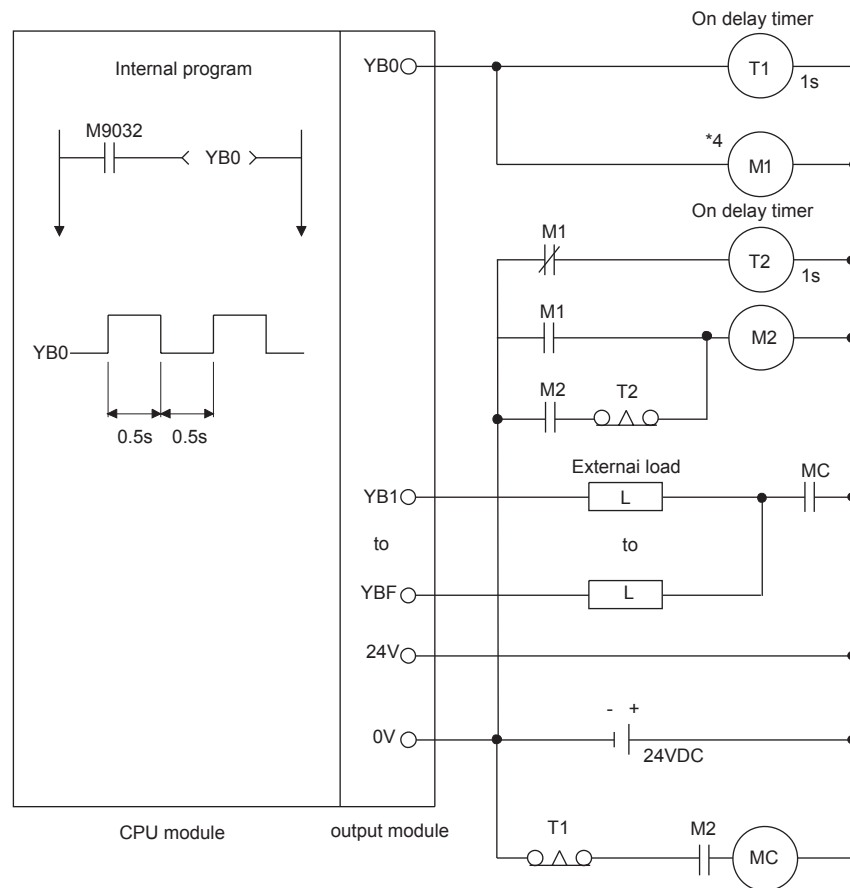 On delay timer
Internal program
YB0
T1
1s
M9032
YB0
*4
M1
On delay timer
M1
T2
1s
M1
M2
YB0
M2
T2
0.5s
0.5s
Externai load
MC
YB1
L
to
to
YBF
L
24V
- +
0V
24VDC
CPU module
output module
T1
M2
MC